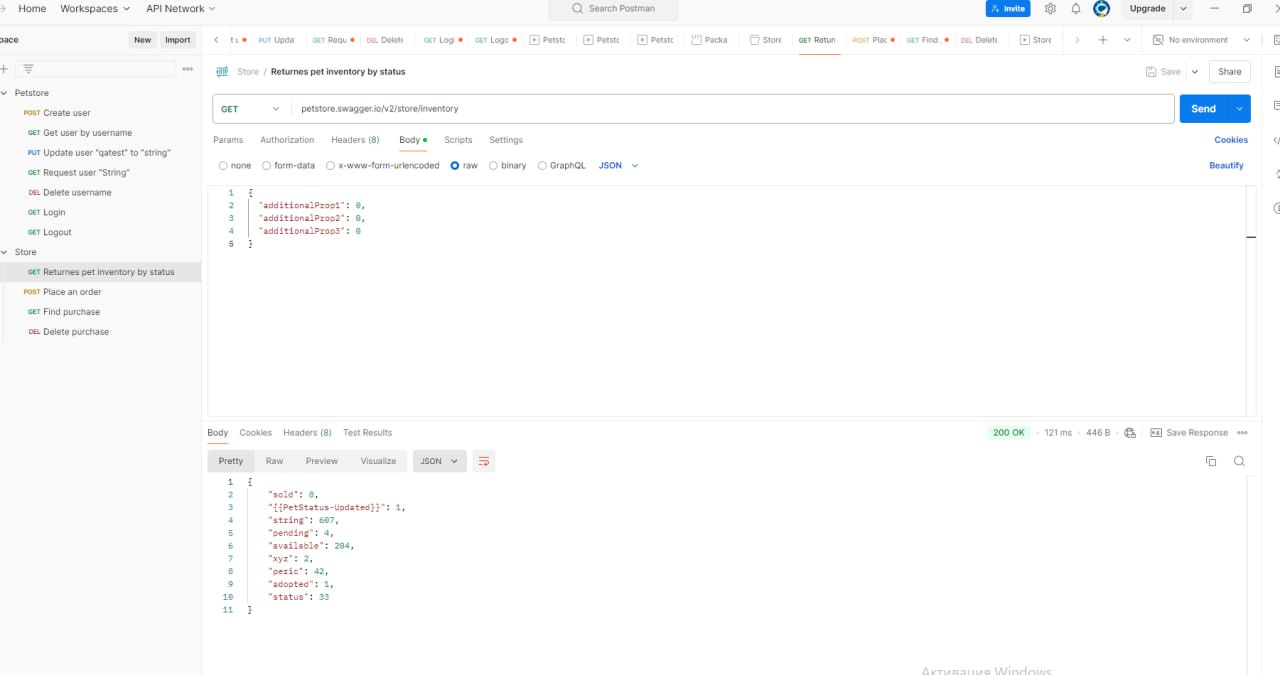 Home Workspaces API Network Search Postman Invite Upgrade
pace New Import
PUT Upda GET Requ DEL Delete GET Logi GET Logo Petstc Petstc Petstc Packa Store GET Retun POST Plac GET Find DEL Delete Store No environment
Store / Returnes pet inventory by status Save Share
GET petstore.swagger.io/v2/store/inventory Send
Params Authorization Headers (8) Body Scripts Settings Cookies
none form-data x-www-form-urlencoded raw binary GraphQL JSON Beautify
1 {
2 "additionalProp1": 0,
3 "additionalProp2": 0,
4 "additionalProp3": 0
5 }
Petstore
POST Create user
GET Get user by username
PUT Update user "qatest" to "string"
GET Request user "String"
DEL Delete username
GET Login
GET Logout
Store
GET Returnes pet inventory by status
POST Place an order
GET Find purchase
DEL Delete purchase
Body Cookies Headers (8) Test Results 200 OK 121 ms 446 B Save Response
Pretty Raw Preview Visualize JSON
1 {
2 "sold": 8,
3 "{{PetStatus-Updated}}": 1,
4 "string": 607,
5 "pending": 4,
6 "available": 204,
7 "xyz": 2,
8 "peric": 42,
9 "adopted": 1,
10 "status": 33
11 }
Активация Windows